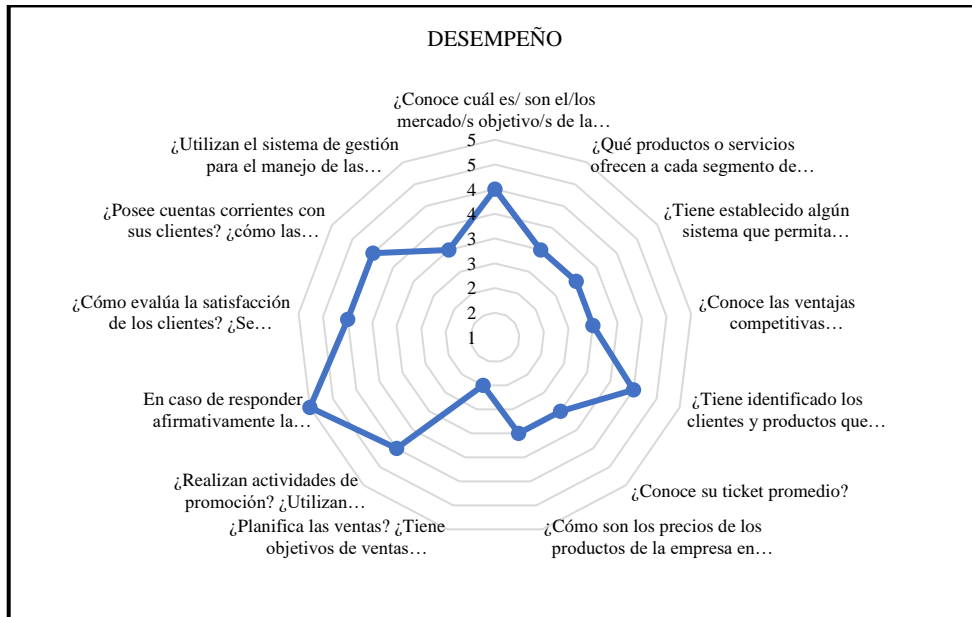 DESEMPEÑO
¿Conoce cuál es/ son el/los
mercado/s objetivo/s de la…
¿Qué productos o servicios
ofrecen a cada segmento de…
¿Tiene establecido algún
sistema que permita…
¿Conoce las ventajas
competitivas…
¿Tiene identificado los
clientes y productos que…
¿Conoce su ticket promedio?
¿Cómo son los precios de los
productos de la empresa en…
¿Planifica las ventas? ¿Tiene
objetivos de ventas…
¿Realizan actividades de
promoción? ¿Utilizan…
En caso de responder
afirmativamente la…
¿Cómo evalúa la satisfacción
de los clientes? ¿Se…
¿Posee cuentas corrientes con
sus clientes? ¿cómo las…
¿Utilizan el sistema de gestión
para el manejo de las…
5
5
4
4
3
3
2
2
1